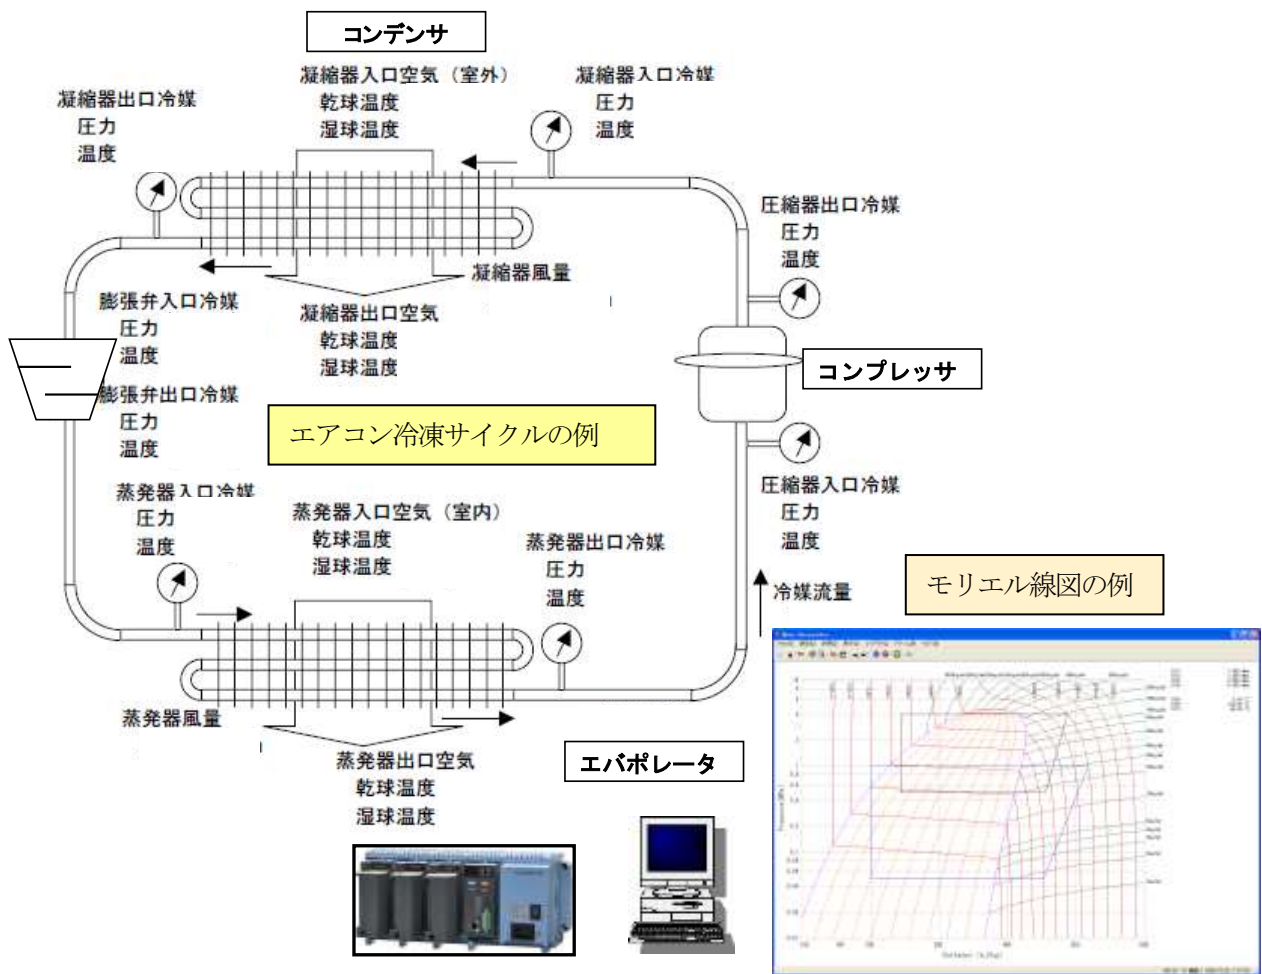 コンデンサ
凝縮器入口空気（室外）
乾球温度
湿球温度
凝縮器入口冷媒
圧力
温度
凝縮器出口冷媒
圧力
温度
圧縮器出口冷媒
圧力
温度
凝縮器風量
膨張弁入口冷媒
圧力
温度
凝縮器出口空気
乾球温度
湿球温度
コンプレッサ
膨張弁出口冷媒
圧力
温度
エアコン冷凍サイクルの例
圧縮器入口冷媒
圧力
温度
蒸発器入口冷媒
圧力
温度
蒸発器入口空気（室内）
乾球温度
湿球温度
蒸発器出口冷媒
圧力
温度
冷媒流量
モリエル線図の例
蒸発器風量
蒸発器出口空気
乾球温度
湿球温度
エバポレータ